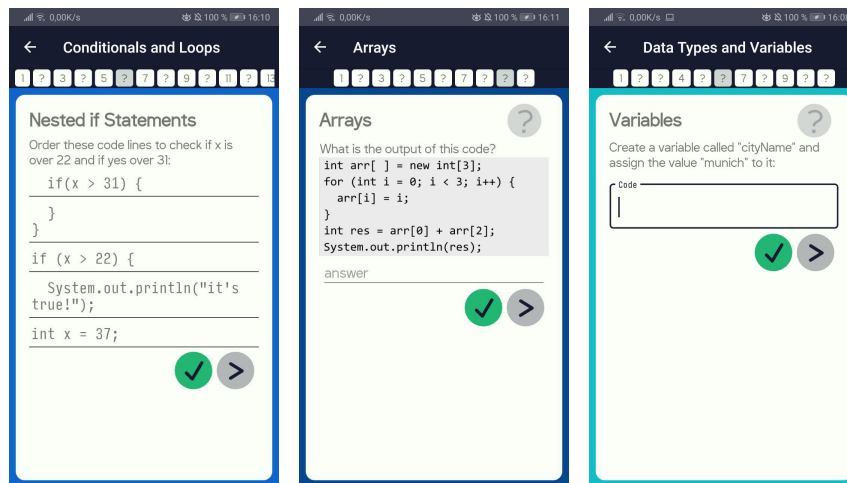 0,00K/s 100 % 16:10
Conditionals and Loops
1 ? 3 ? 5 ? 7 ? 9 ? 11 ? 13
Nested if Statements
Order these code lines to check if x is
over 22 and if yes over 31:
if(x > 31) {
}
}
if (x > 22) {
System.out.println("it's
true!");
int x = 37;
0,00K/s 100 % 16:11
Arrays
1 ? 3 ? 5 ? 7 ? ? ?
Arrays
?
What is the output of this code?
int arr[ ] = new int[3];
for (int i = 0; i < 3; i++) {
arr[i] = i;
}
int res = arr[0] + arr[2];
System.out.println(res);
answer
0,00K/s 100 % 16:08
Data Types and Variables
1 ? ? 4 ? ? 7 ? 9 ? ?
Variables
?
Create a variable called "cityName" and
assign the value "munich" to it:
Code